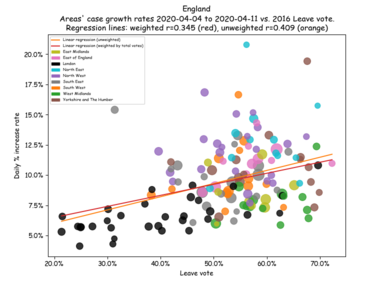 England
Areas' case growth rates 2020-04-04 to 2020-04-11 vs. 2016 Leave vote.
Regression lines: weighted r=0.345 (red), unweighted r=0.409 (orange)
Linear regression (unweighted)
Linear regression (weighted by total votes)
East Midlands
East of England
London
North East
North West
South East
South West
West Midlands
Yorkshire and The Humber
20.0%
17.5%
15.0%
12.5%
10.0%
7.5%
5.0%
Daily % increase rate
20.0% 30.0% 40.0% 50.0% 60.0% 70.0%
Leave vote